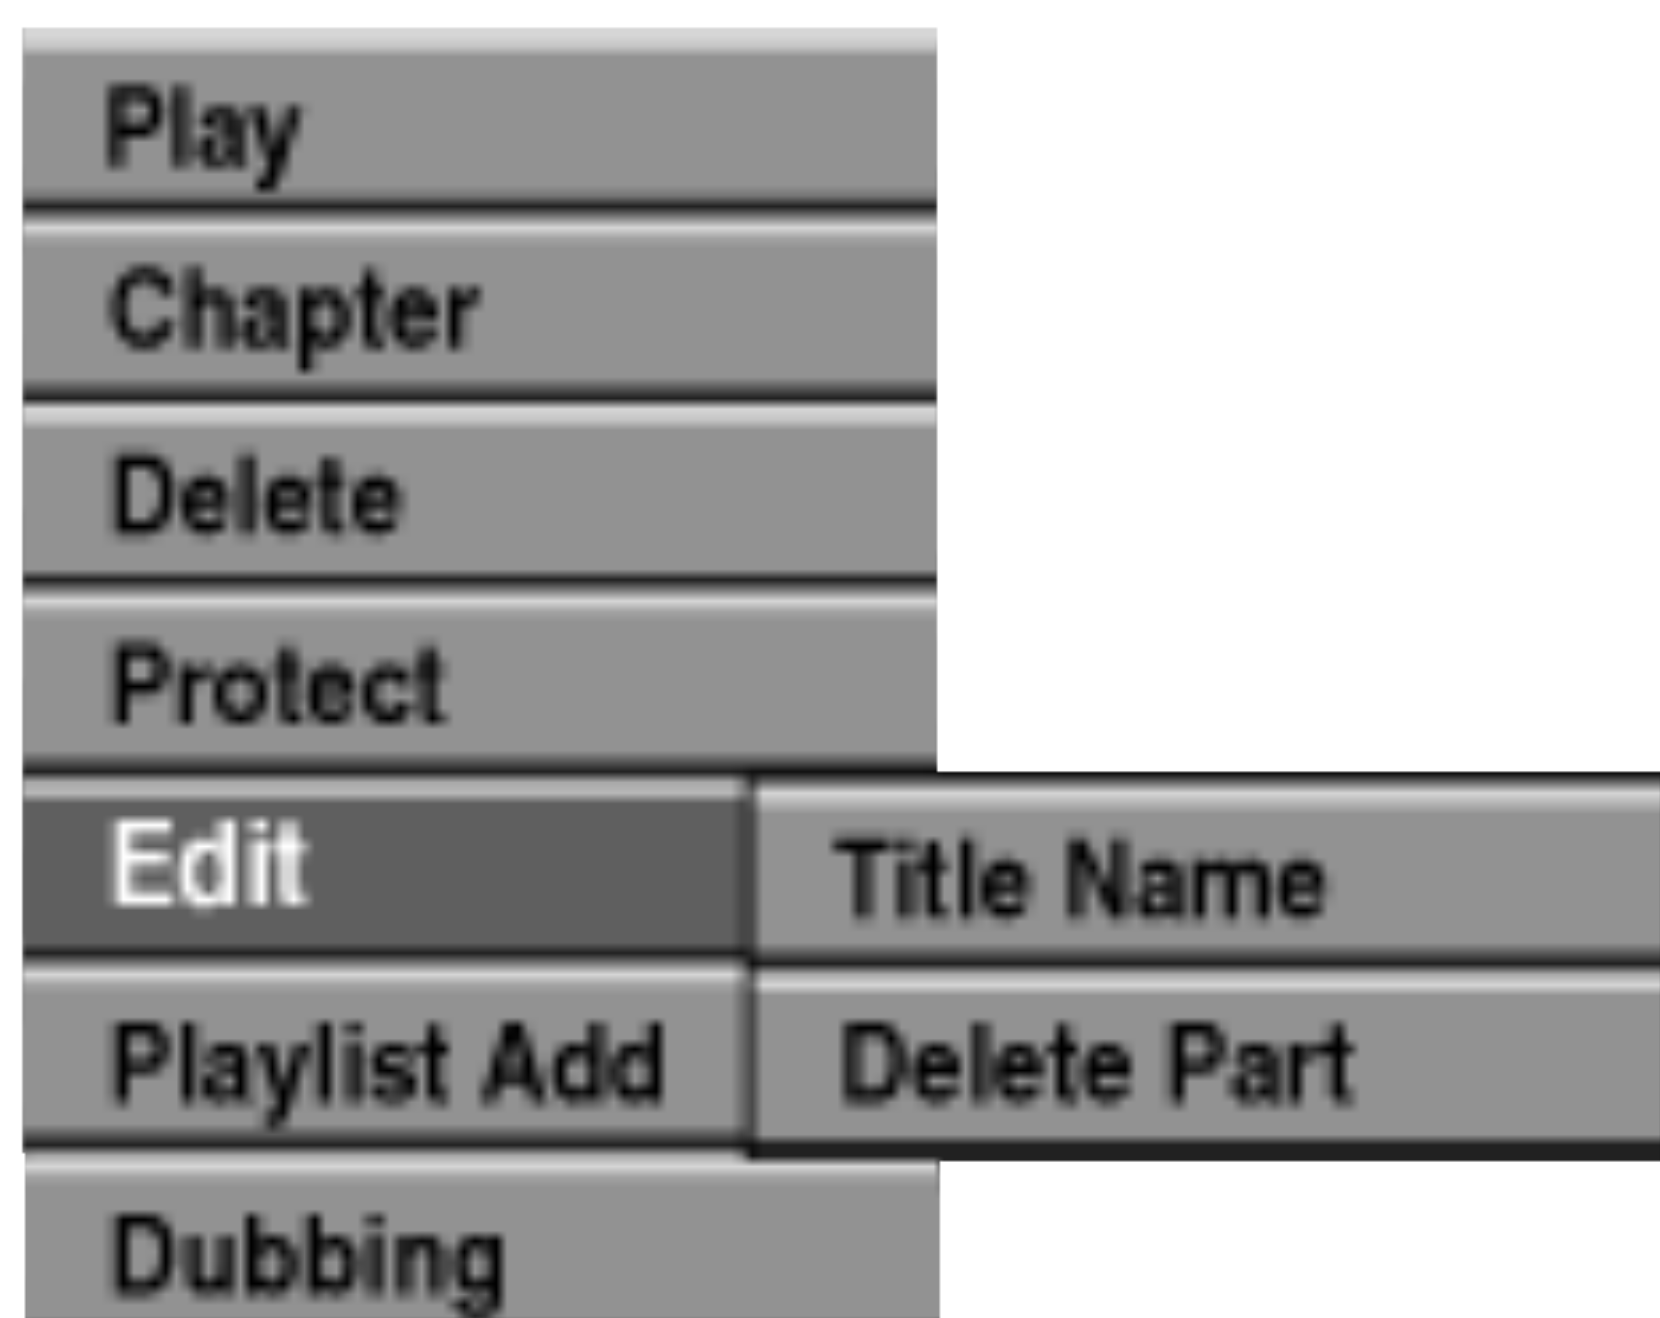 Play
Chapter
Delete
Protect
Edit
Title Name
Playlist Add
Delete Part
Dubbing